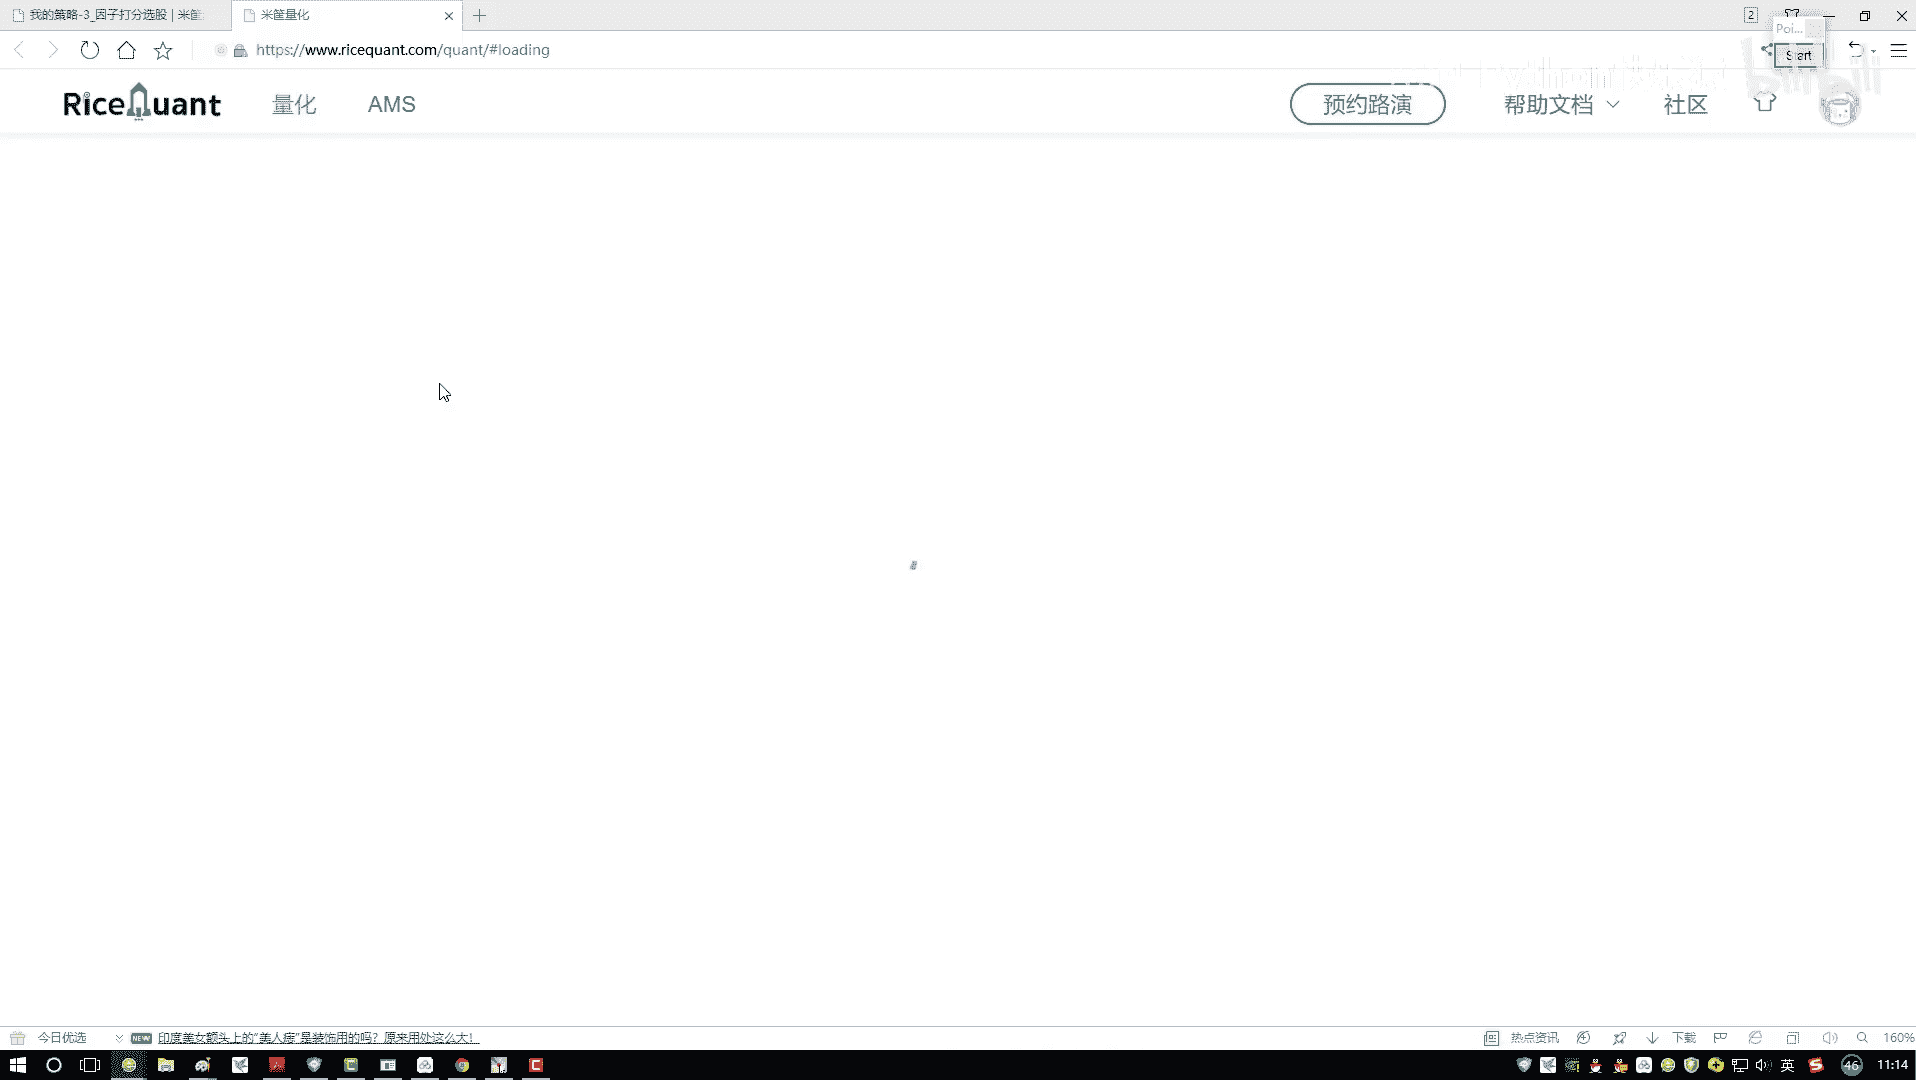 我的策略-3_因子打分选股 | 米筐
米筐量化
2
Poi...
https://www.ricequant.com/quant/#loading
Start
RiceQuant
量化
AMS
预约路演
帮助文档
社区
今日优选
NEW
印度美女额头上的"美人痣"是装饰用的吗？原来用处这么大！
热点资讯
下载
160%
英
46
11:14